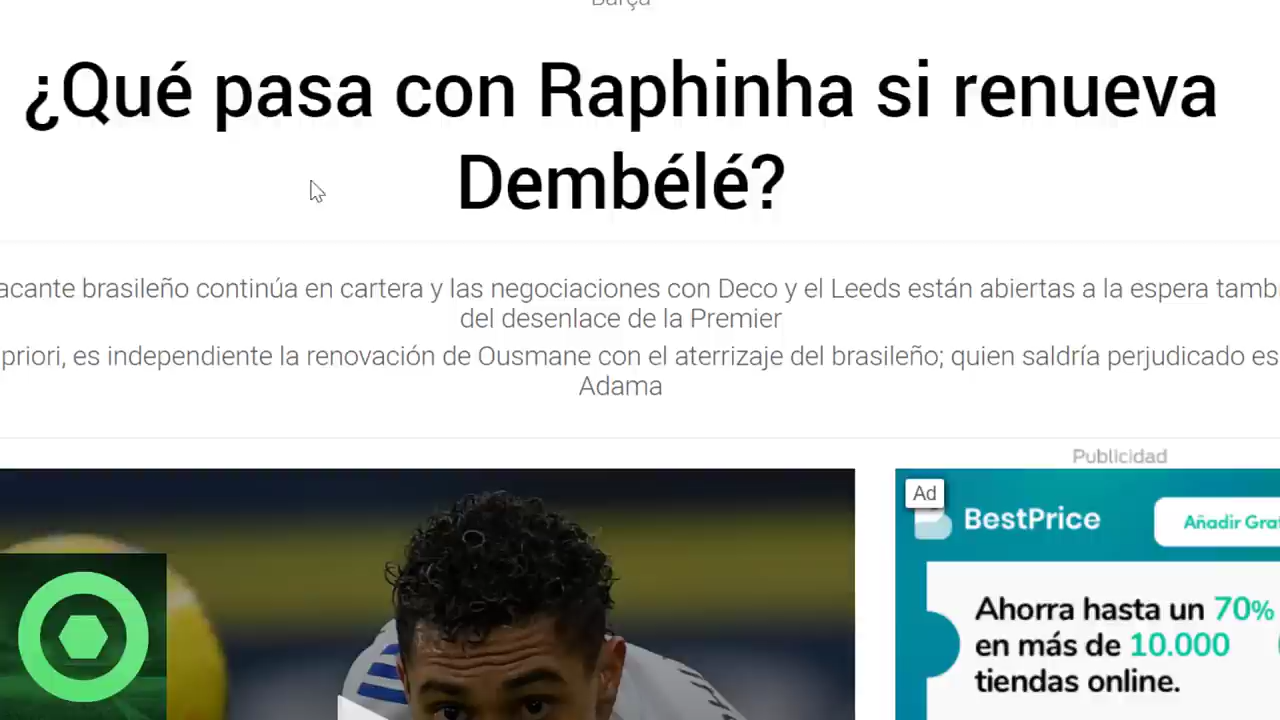 Barça
¿Qué pasa con Raphinha si renueva
Dembélé?
brasileño continúa en cartera y las negociaciones con Deco y el Leeds están abiertas a la espera
del desenlace de la Premier
priori, es independiente la renovación de Ousmane con el aterrizaje del brasileño; quien saldría perjudicado es
Adama
Publicidad
Ad
BestPrice
Añadir
Ahorra hasta un 70%
en más de 10.000
tiendas online.